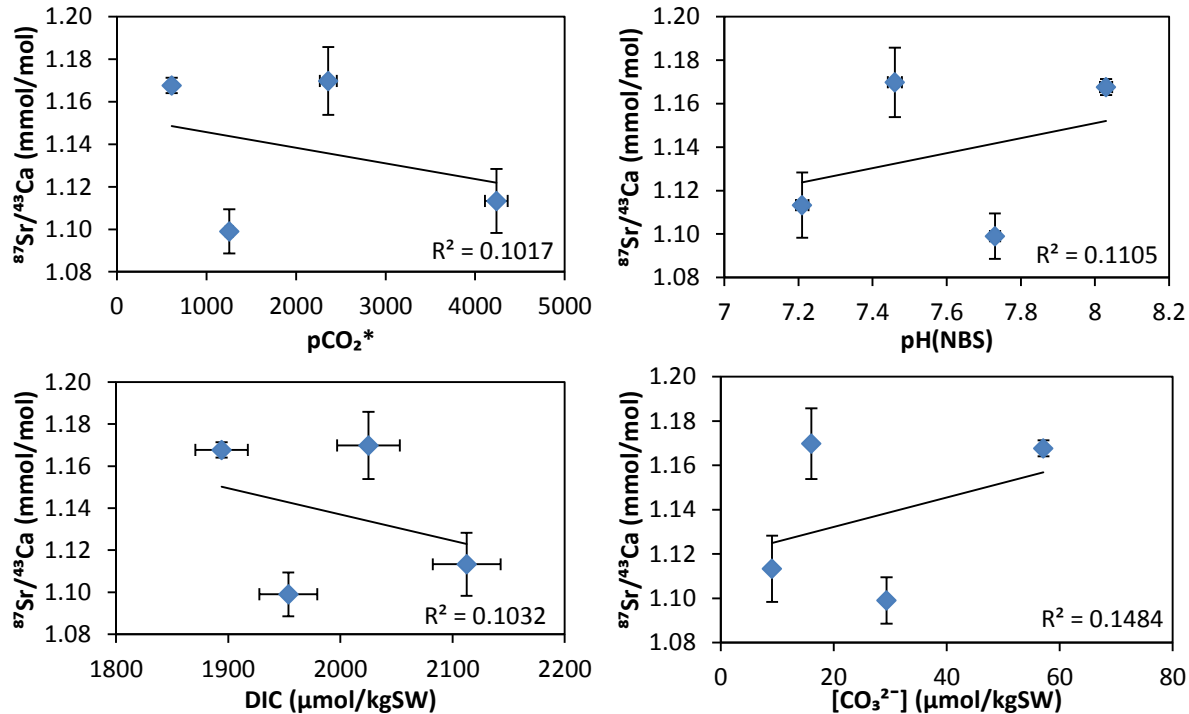 1.20
1.18
1.16
1.14
1.12
1.10
1.08
⁸⁷Sr/⁴³Ca (mmol/mol)
R² = 0.1017
0 1000 2000 3000 4000 5000
pCO₂*
1.20
1.18
1.16
1.14
1.12
1.10
1.08
⁸⁷Sr/⁴³Ca (mmol/mol)
R² = 0.1105
7 7.2 7.4 7.6 7.8 8 8.2
pH(NBS)
1.20
1.18
1.16
1.14
1.12
1.10
1.08
⁸⁷Sr/⁴³Ca (mmol/mol)
R² = 0.1032
1800 1900 2000 2100 2200
DIC (µmol/kgSW)
1.20
1.18
1.16
1.14
1.12
1.10
1.08
⁸⁷Sr/⁴³Ca (mmol/mol)
R² = 0.1484
0 20 40 60 80
[CO₃²⁻] (µmol/kgSW)